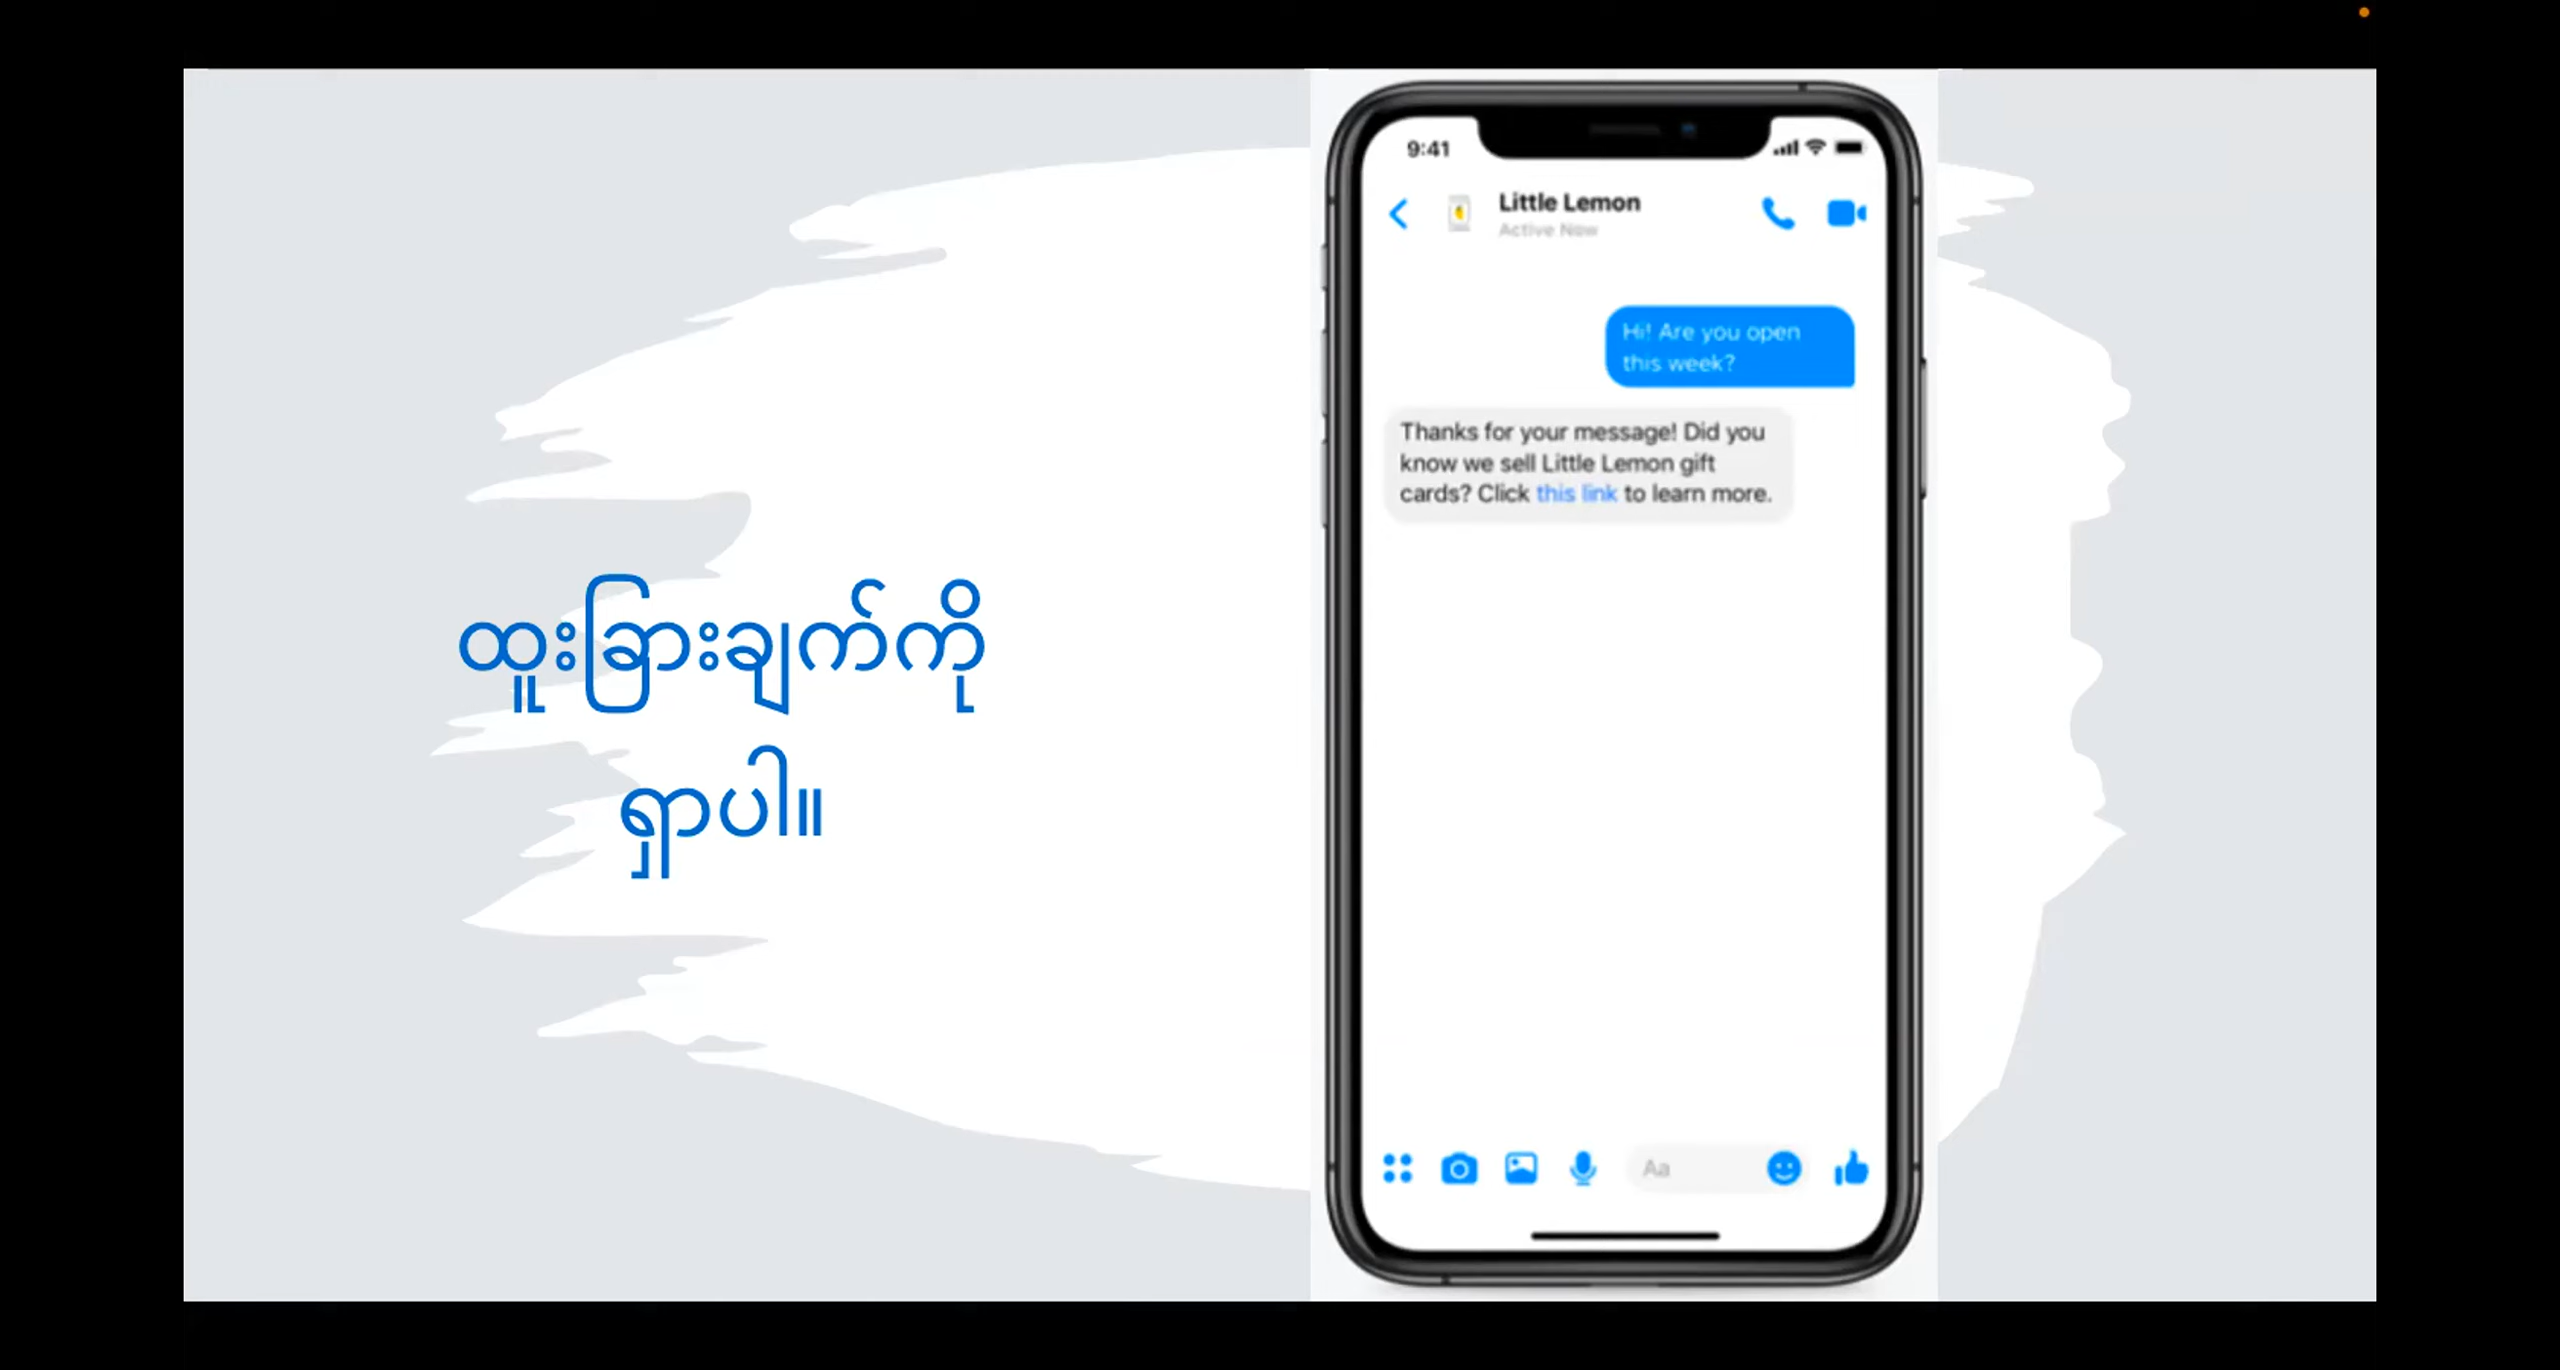 ထူးခြားချက်ကို
ရှာပါ။
9:41
Little Lemon
Active Now
Hi! Are you open
this week?
Thanks for your message! Did you
know we sell Little Lemon gift
cards? Click this link to learn more.
Aa